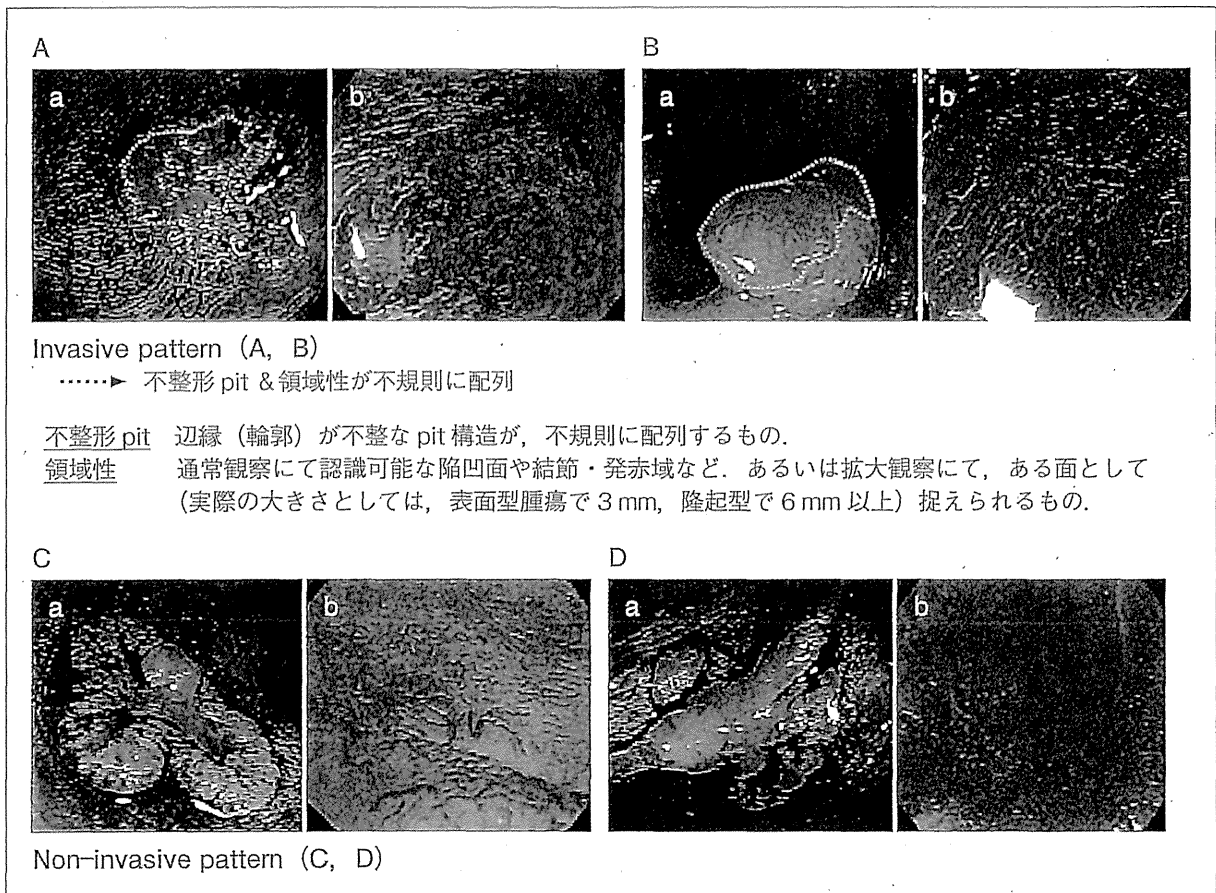 A
B
a
b
a
b
Invasive pattern (A, B)
不整形 pit & 領域性が不規則に配列
不整形 pit 辺縁(輪郭)が不整な pit 構造が,不規則に配列するもの.
領域性 通常観察にて認識可能な陥凹面や結節・発赤域など.あるいは拡大観察にて,ある面として
(実際の大きさとしては,表面型腫瘍で 3 mm,隆起型で 6 mm 以上)捉えられるもの.
C
D
a
b
a
b
Non-invasive pattern (C, D)